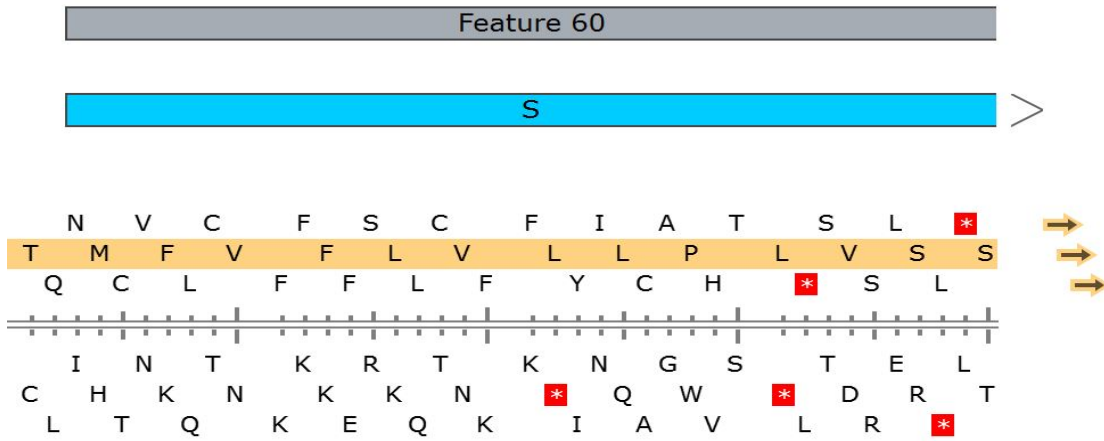 Feature 60
S
N V C F S C F I A T S L *
T M F V F L V L L P L V S S
Q C L F F L F Y C H * S L
I N T K R T K N G S T E L
C H K N K K N * Q W * D R T
L T Q K E Q K I A V L R *